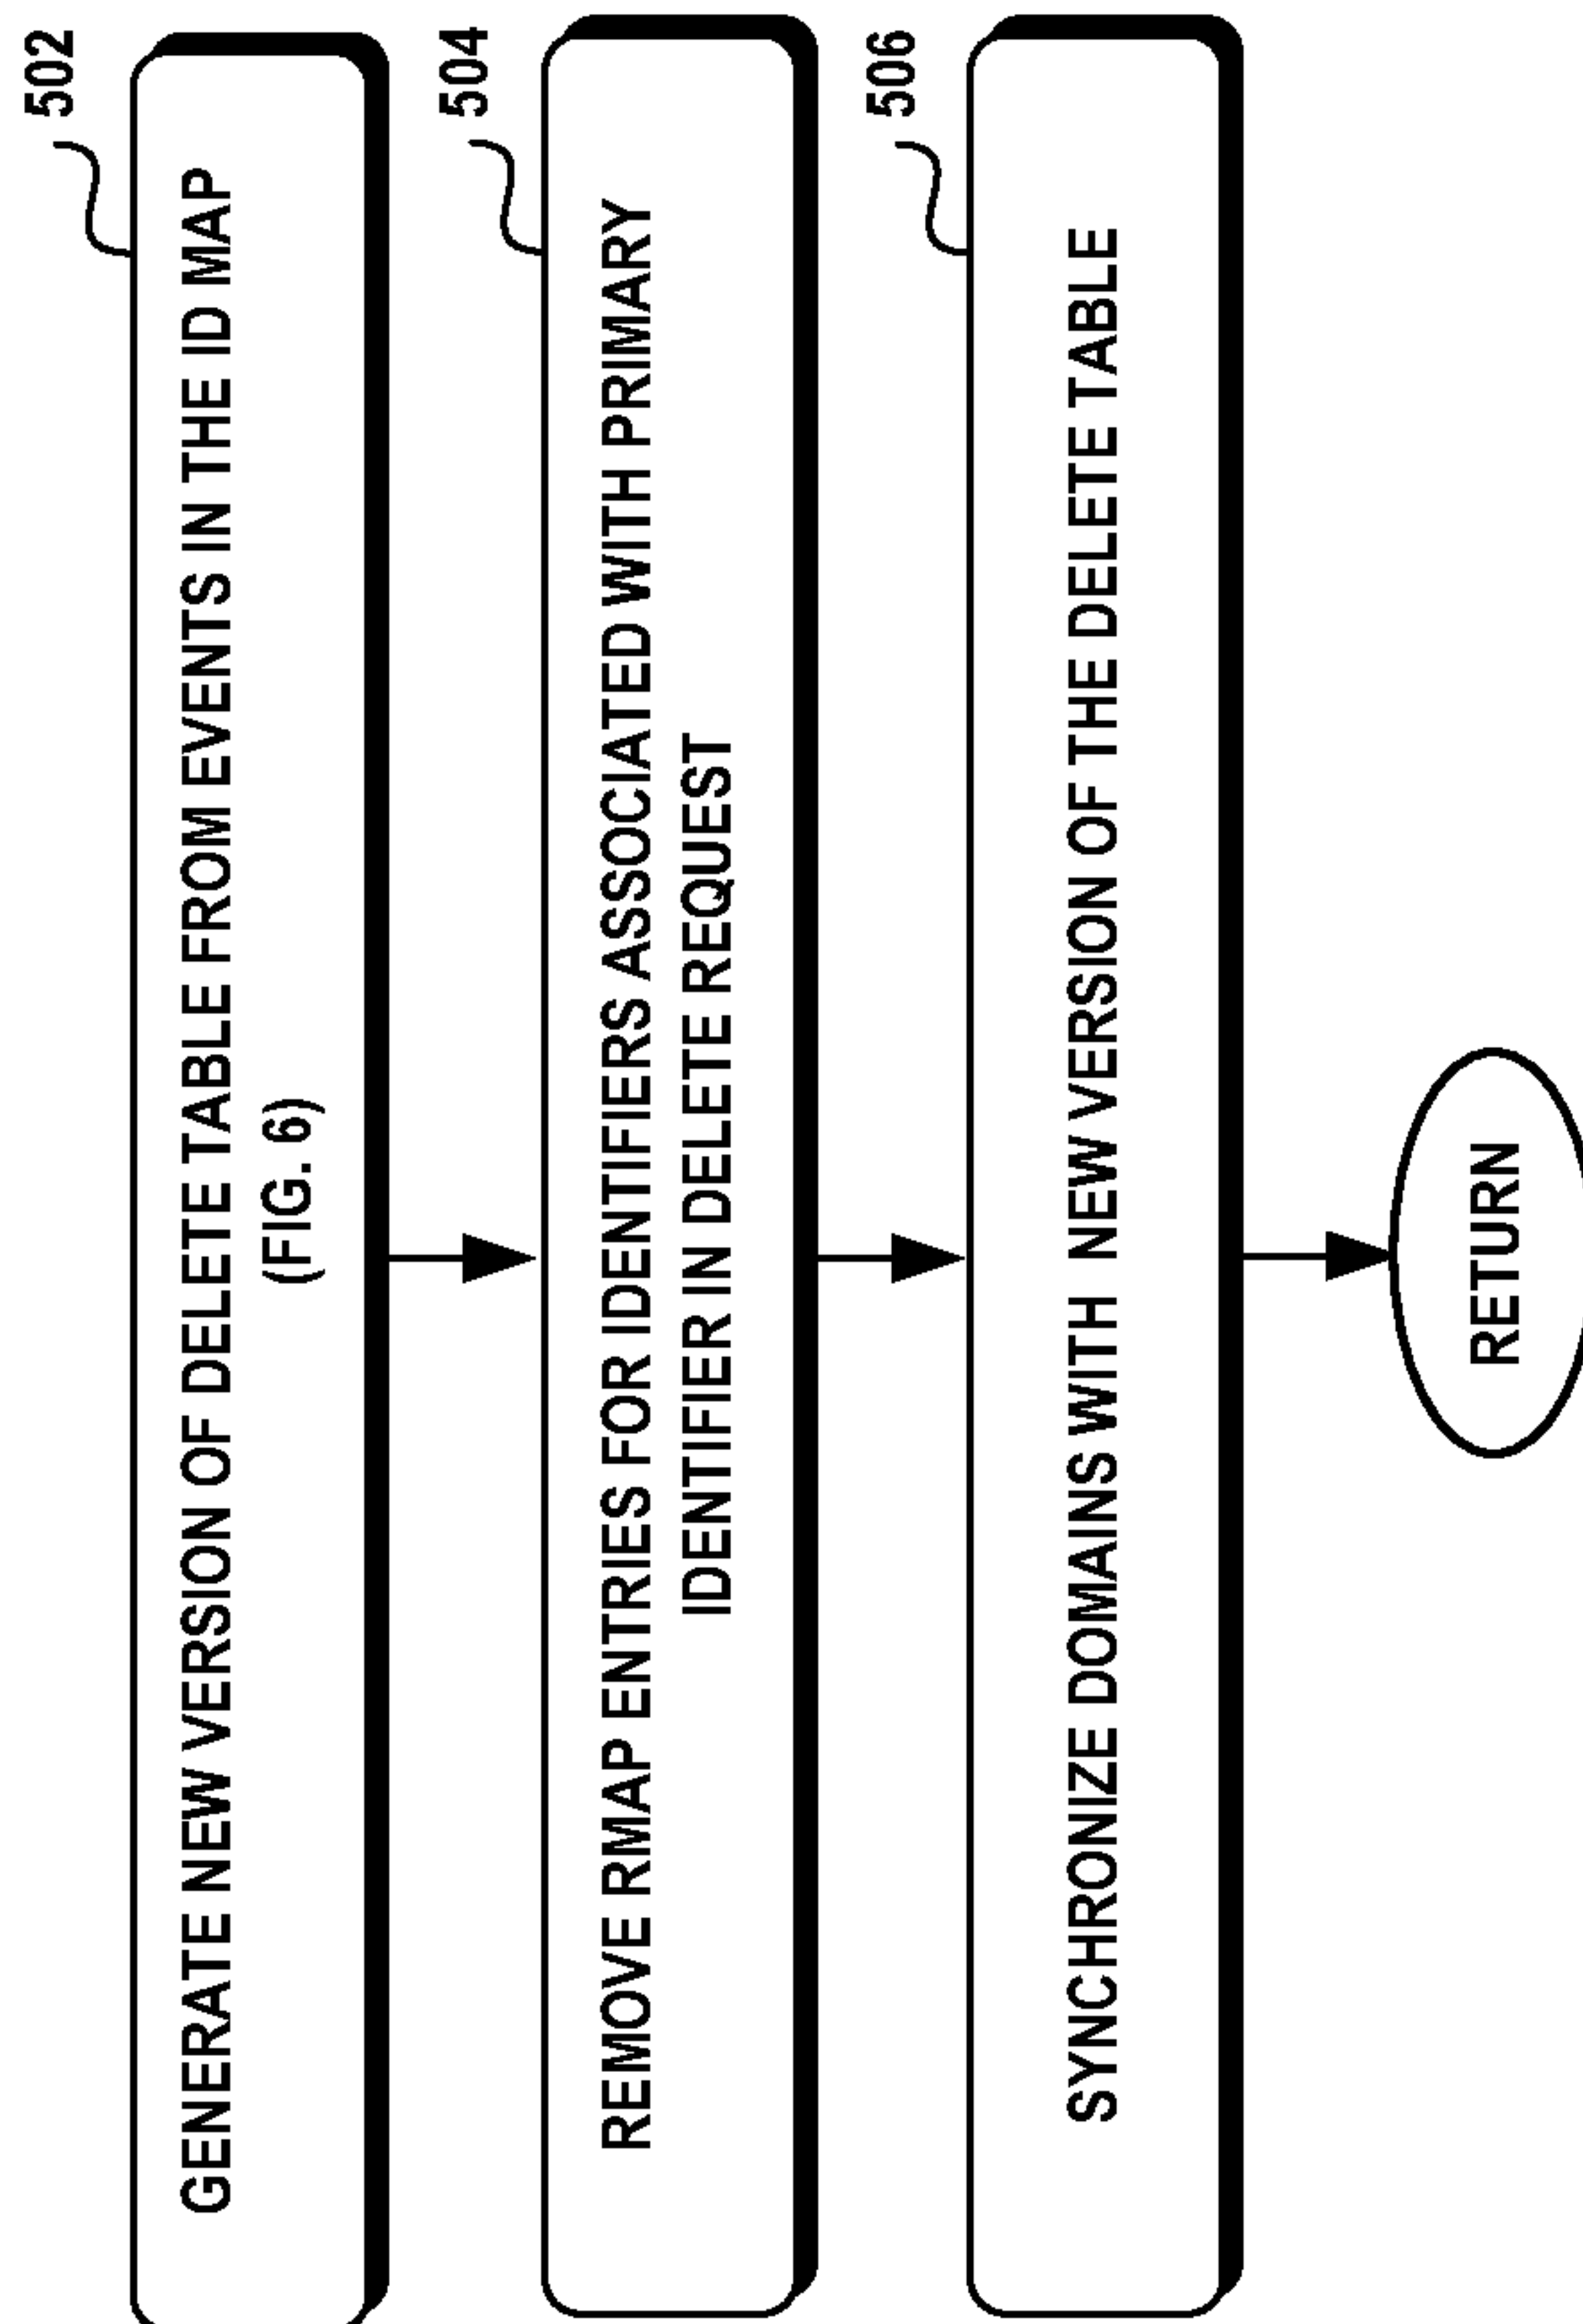 502
GENERATE NEW VERSION OF DELETE TABLE FROM EVENTS IN THE ID MAP
(FIG. 6)
504
REMOVE RMAP ENTRIES FOR IDENTIFIERS ASSOCIATED WITH PRIMARY
IDENTIFIER IN DELETE REQUEST
506
SYNCHRONIZE DOMAINS WITH NEW VERSION OF THE DELETE TABLE
RETURN